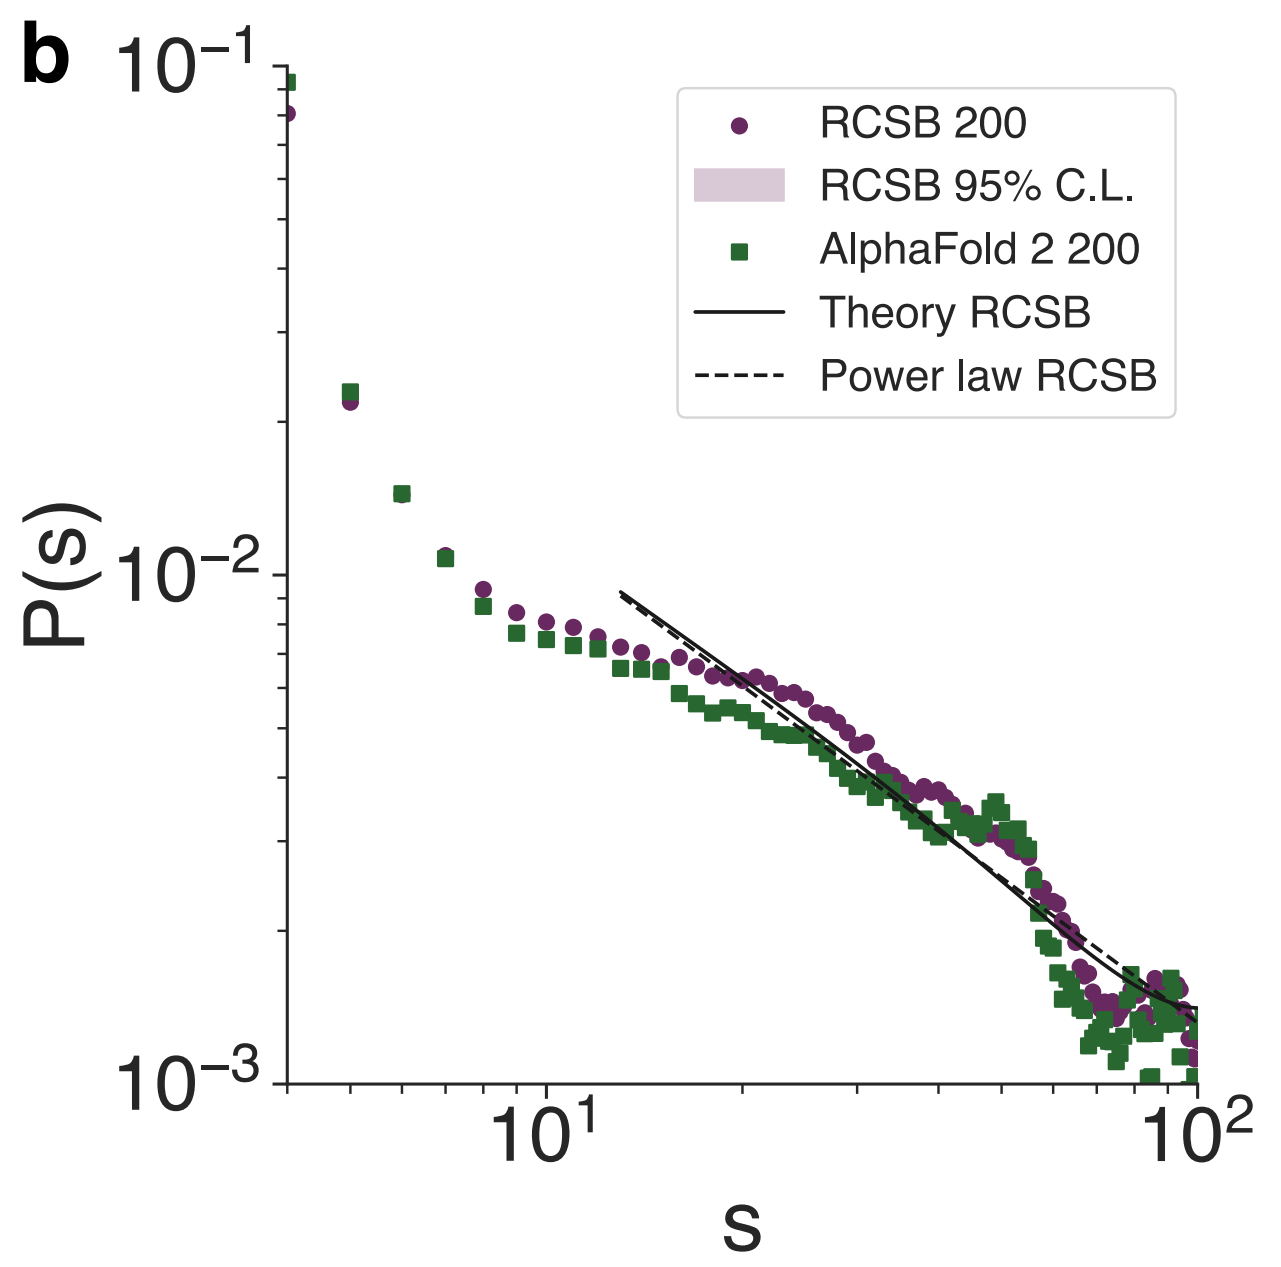 b
10⁻¹
RCSB 200
RCSB 95% C.L.
AlphaFold 2 200
Theory RCSB
Power law RCSB
P(s)
10⁻²
10⁻³
10¹
10²
s